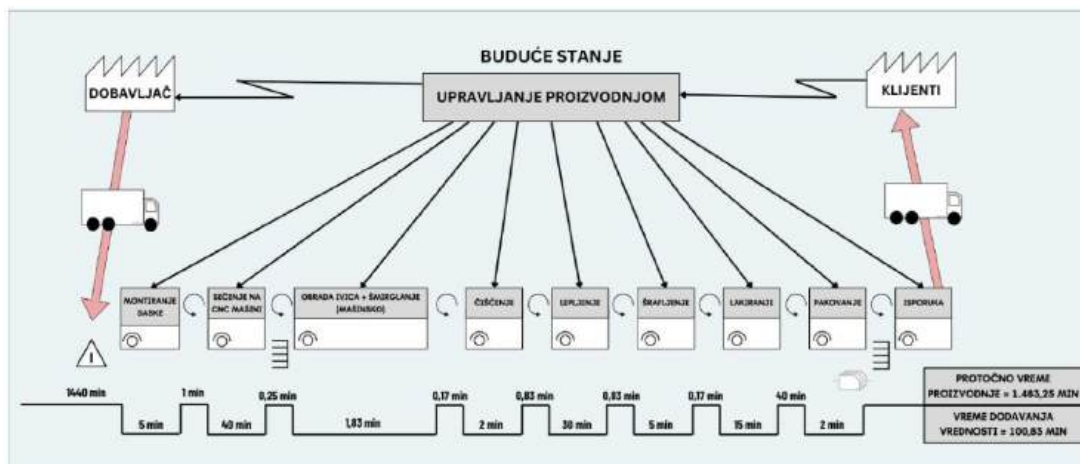 BUDUĆE STANJE
DOBAVLJAČ
UPRAVLJANJE PROIZVODNJOM
KLIJENTI
MONTIRANJE
DASKE
SEČENJE NA
CNC MAŠINI
OBRADA IVICA + ŠMIRGLANJE
(MAŠINSKO)
ČIŠĆENJE
LEPLJENJE
ŠRAFLJENJE
LAKIRANJE
PAKOVANJE
ISPORUKA
I
1440 min
1 min
0,25 min
0,17 min
0,83 min
0,83 min
0,17 min
40 min
5 min
40 min
1,83 min
2 min
30 min
5 min
15 min
2 min
PROTOČNO VREME
PROIZVODNJE = 1.483,25 MIN
VREME DODAVANJA
VREDNOSTI = 100,83 MIN